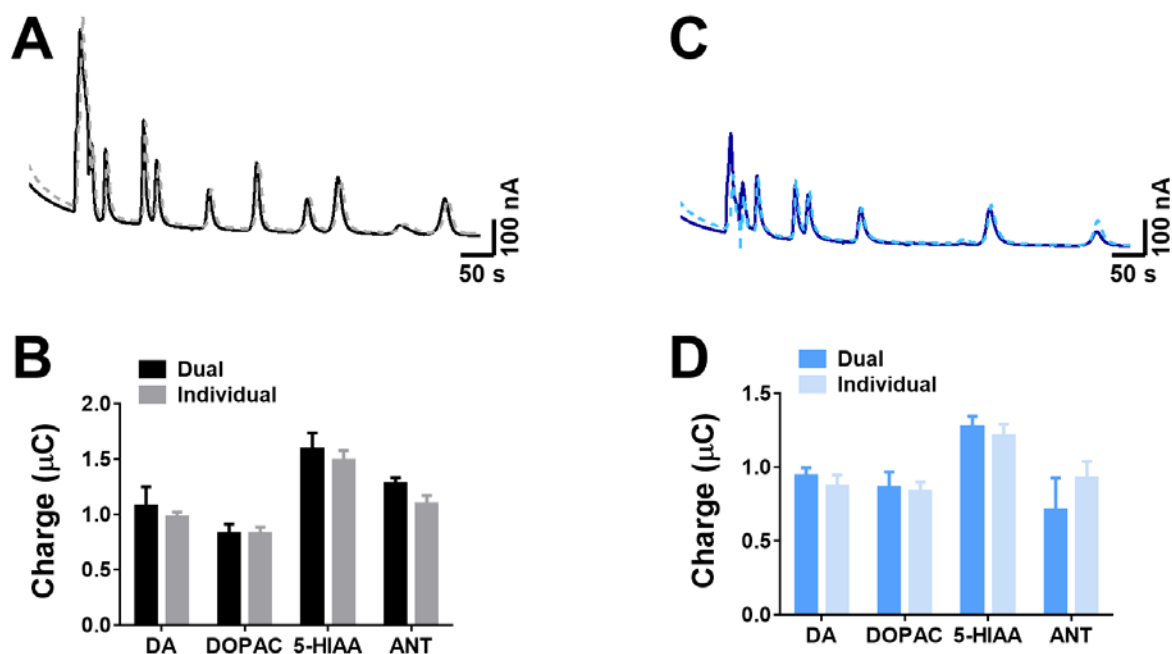 A
100 nA
50 s
C
100 nA
50 s
B
Dual
Individual
Charge (μC)
2.0
1.5
1.0
0.5
0.0
DA DOPAC 5-HIAA ANT
D
Dual
Individual
Charge (μC)
1.5
1.0
0.5
0.0
DA DOPAC 5-HIAA ANT